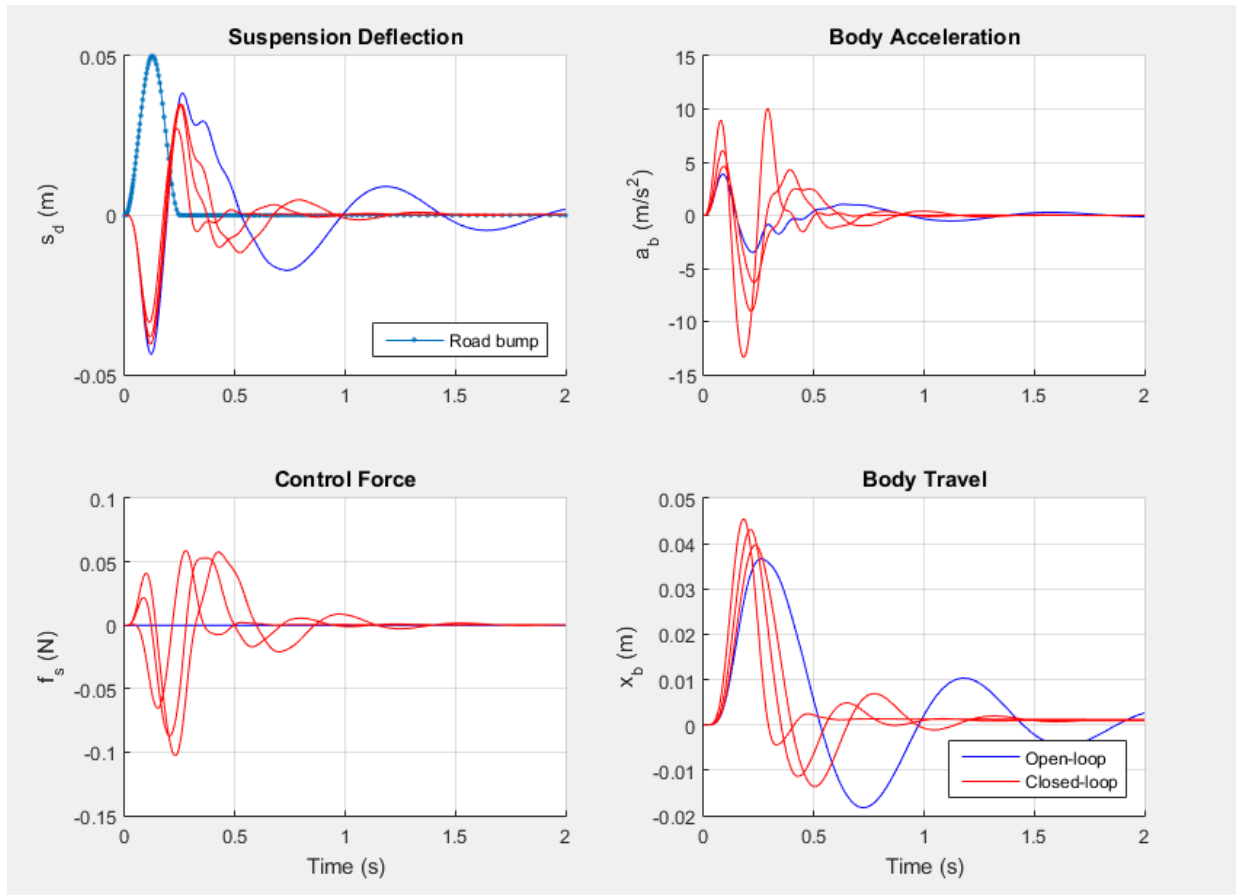 Suspension Deflection
0.05
0
-0.05
s_d (m)
Road bump
0 0.5 1 1.5 2
Body Acceleration
15
10
5
0
-5
-10
-15
a_b (m/s^2)
0 0.5 1 1.5 2
Control Force
0.1
0.05
0
-0.05
-0.1
-0.15
f_s (N)
0 0.5 1 1.5 2
Time (s)
Body Travel
0.05
0.04
0.03
0.02
0.01
0
-0.01
-0.02
x_b (m)
Open-loop
Closed-loop
0 0.5 1 1.5 2
Time (s)